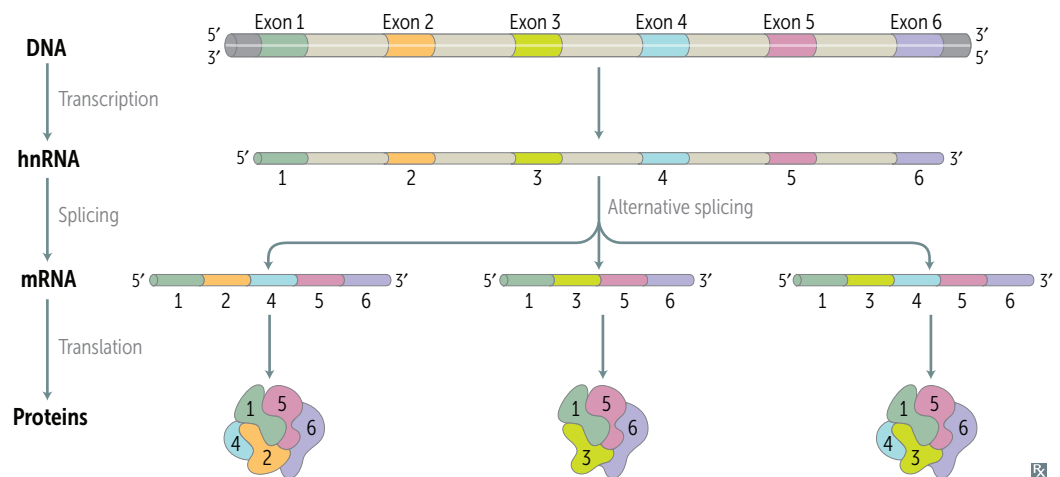 Exon 1 Exon 2 Exon 3 Exon 4 Exon 5 Exon 6
DNA 5′ 3′
3′ 5′
Transcription
hnRNA 5′ 3′
1 2 3 4 5 6
Splicing Alternative splicing
mRNA 5′ 3′ 5′ 3′ 5′ 3′
1 2 4 5 6 1 3 5 6 1 3 4 5 6
Translation
Proteins
1 5 6 4 2
1 5 6 3
1 5 6 4 3
Rx